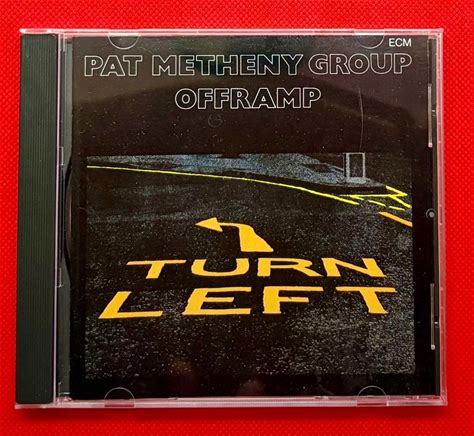 ECM
PAT METHENY GROUP
OFFRAMP
TURN
LEFT